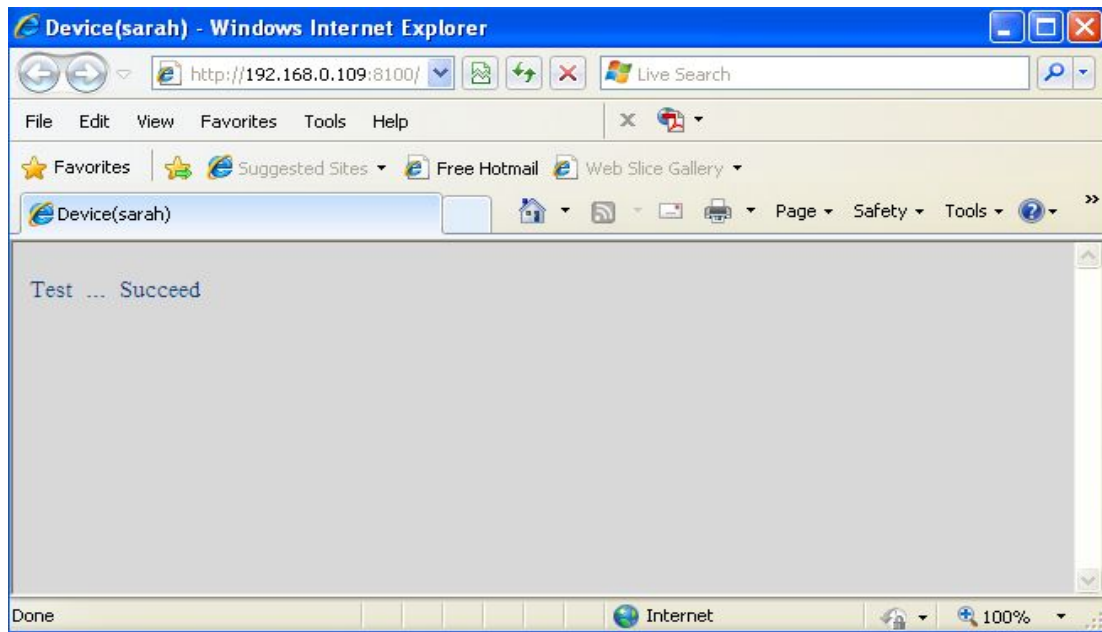 Device(sarah) - Windows Internet Explorer
http://192.168.0.109:8100/ Live Search
File Edit View Favorites Tools Help
Favorites Suggested Sites Free Hotmail Web Slice Gallery
Device(sarah) Page Safety Tools
Test ... Succeed
Done Internet 100%